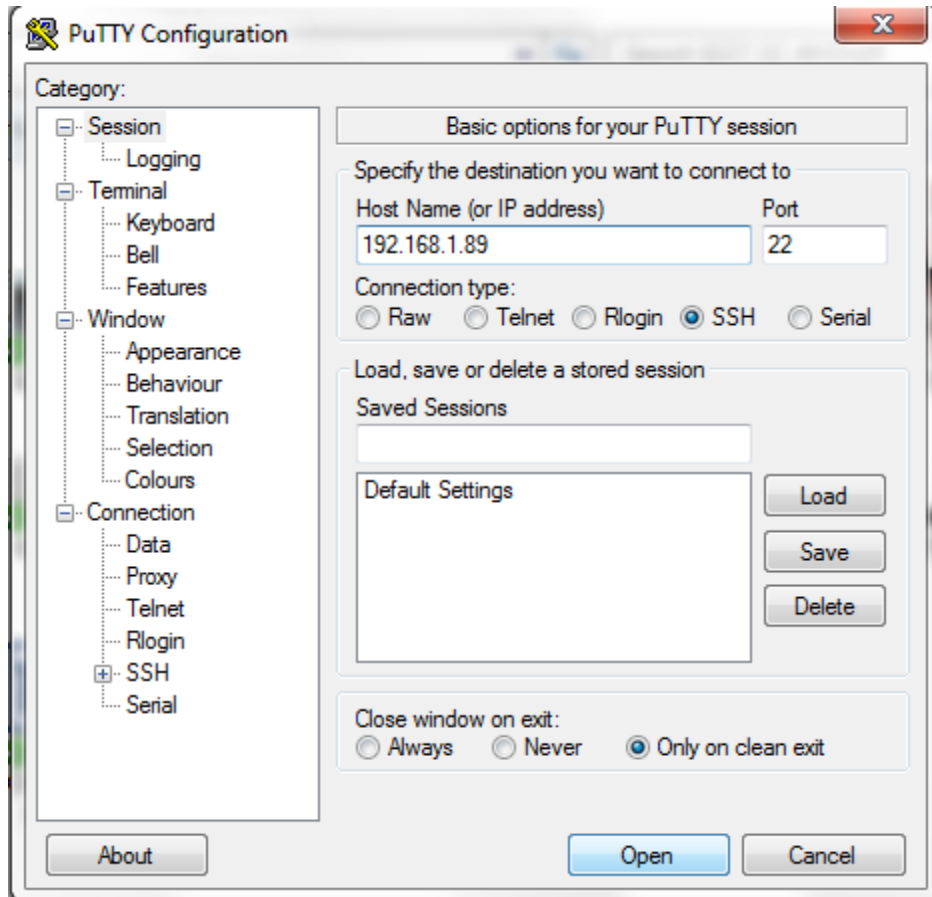 PuTTY Configuration
Category:
Session
Logging
Terminal
Keyboard
Bell
Features
Window
Appearance
Behaviour
Translation
Selection
Colours
Connection
Data
Proxy
Telnet
Rlogin
SSH
Serial
Basic options for your PuTTY session
Specify the destination you want to connect to
Host Name (or IP address) Port
192.168.1.89 22
Connection type:
Raw Telnet Rlogin SSH Serial
Load, save or delete a stored session
Saved Sessions
Default Settings
Load
Save
Delete
Close window on exit:
Always Never Only on clean exit
About Open Cancel